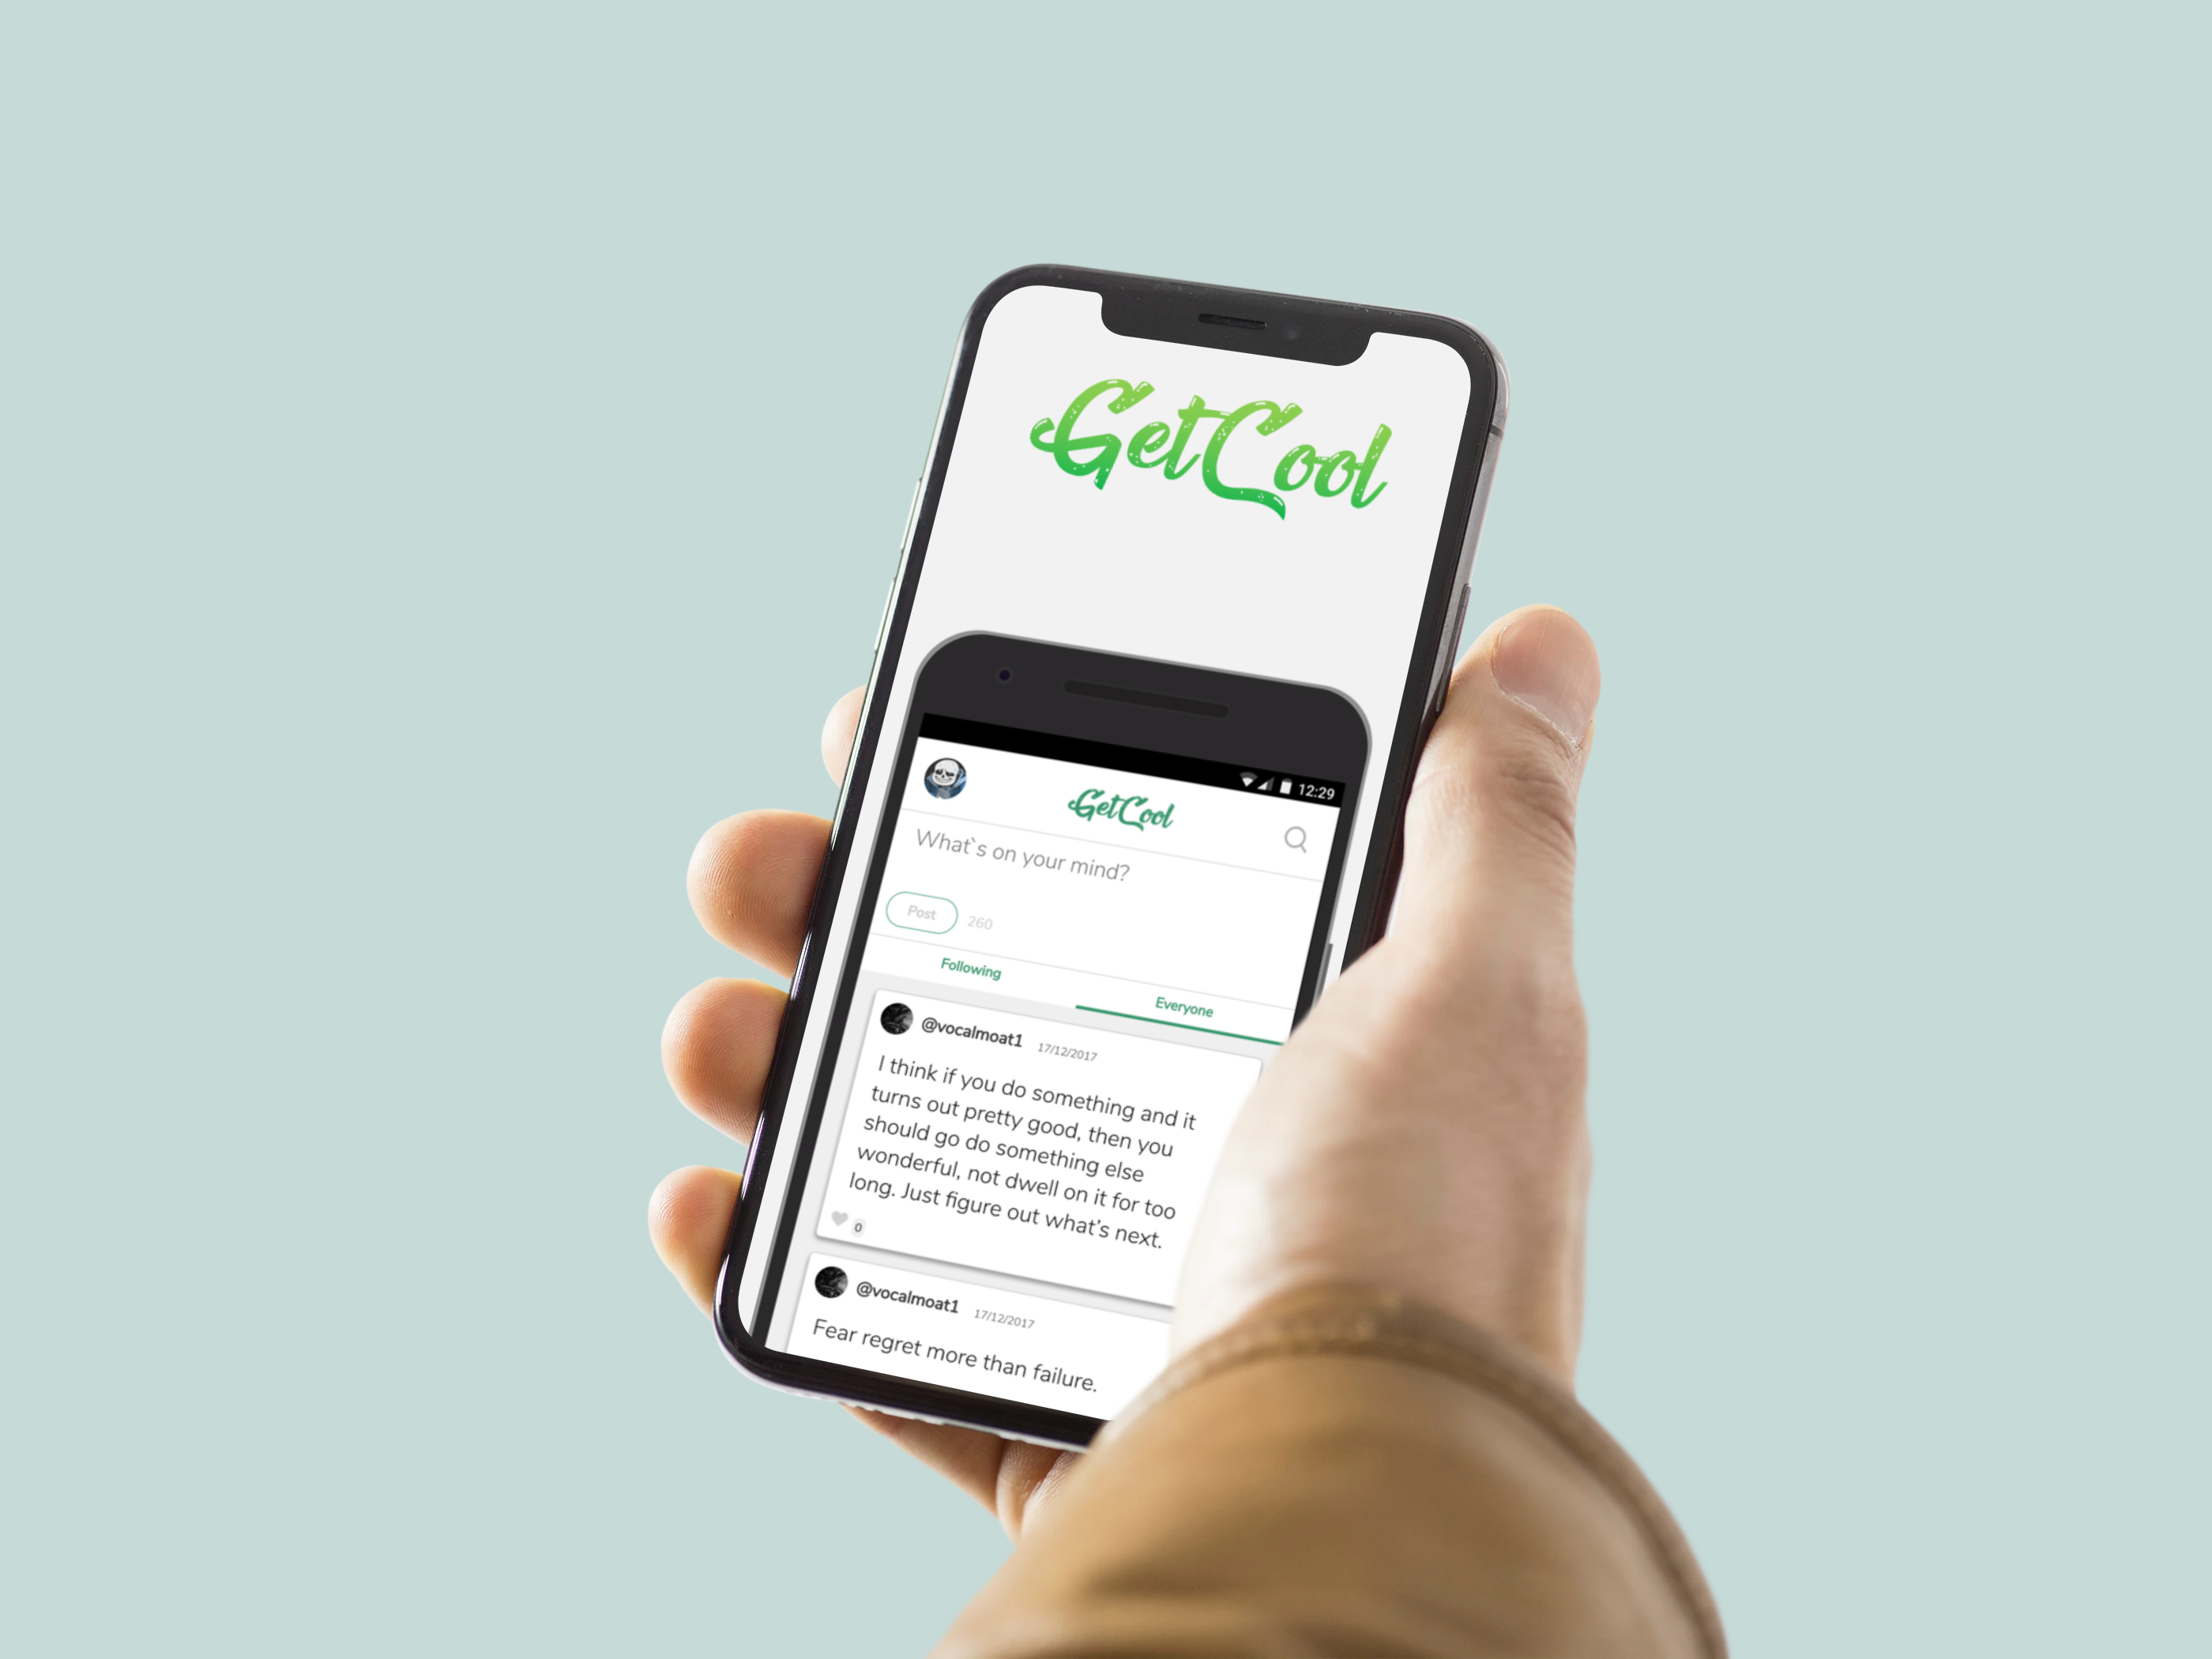 GetCool
12:29
GetCool
What`s on your mind?
Post 260
Following Everyone
@vocalmoat1 17/12/2017
I think if you do something and it
turns out pretty good, then you
should go do something else
wonderful, not dwell on it for too
long. Just figure out what’s next.
0
@vocalmoat1 17/12/2017
Fear regret more than failure.